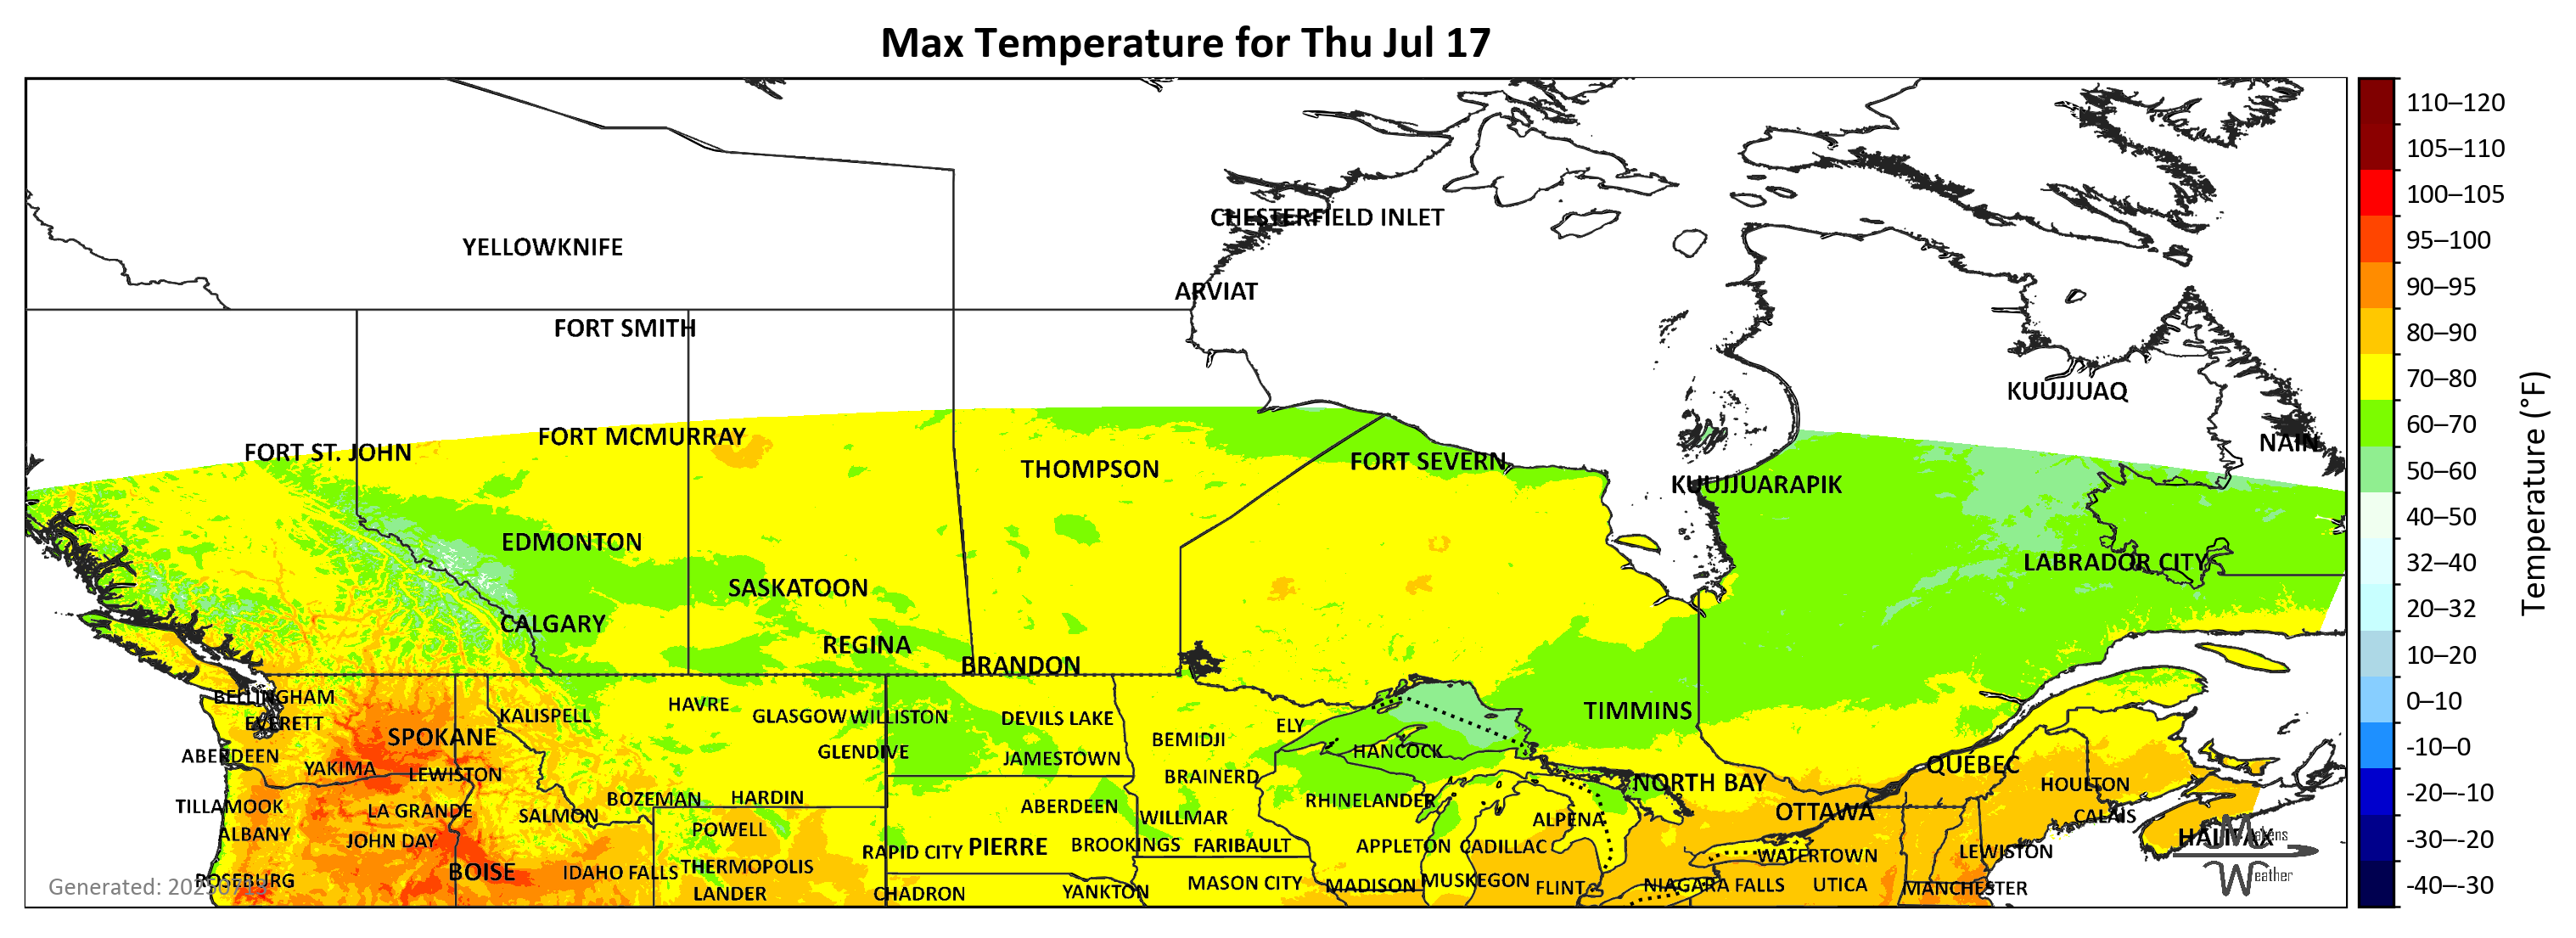 Max Temperature for Thu Jul 17
CHESTERFIELD INLET
YELLOWKNIFE
ARVIAT
FORT SMITH
KUUJJUAQ
FORT MCMURRAY
NAIN
FORT ST. JOHN
FORT SEVERN
THOMPSON
KUUJJUARAPIK
EDMONTON
LABRADOR CITY
SASKATOON
CALGARY
REGINA
BRANDON
BELLINGHAM
HAVRE
TIMMINS
KALISPELL
GLASGOW
WILLISTON
DEVILS LAKE
EVERETT
ELY
SPOKANE
BEMIDJI
HANCOCK
GLENDIVE
ABERDEEN
JAMESTOWN
QUÉBEC
YAKIMA
LEWISTON
BRAINERD
NORTH BAY
HOULTON
BOZEMAN
HARDIN
RHINELANDER
TILLAMOOK
ABERDEEN
LA GRANDE
SALMON
OTTAWA
CALAIS
WILLMAR
ALPENA
POWELL
ALBANY
HALIFAX
JOHN DAY
PIERRE
BROOKINGS
FARIBAULT
APPLETON
CADILLAC
RAPID CITY
LEWISTON
WATERTOWN
THERMOPOLIS
BOISE
IDAHO FALLS
ROSEBURG
MUSKEGON
MASON CITY
MADISON
FLINT
NIAGARA FALLS
UTICA
MANCHESTER
LANDER
CHADRON
YANKTON
eather
110–120
105–110
100–105
95–100
90–95
80–90
70–80
60–70
50–60
40–50
32–40
20–32
10–20
0–10
-10–0
-20–-10
-30–-20
-40–-30
Temperature (°F)
Generated: